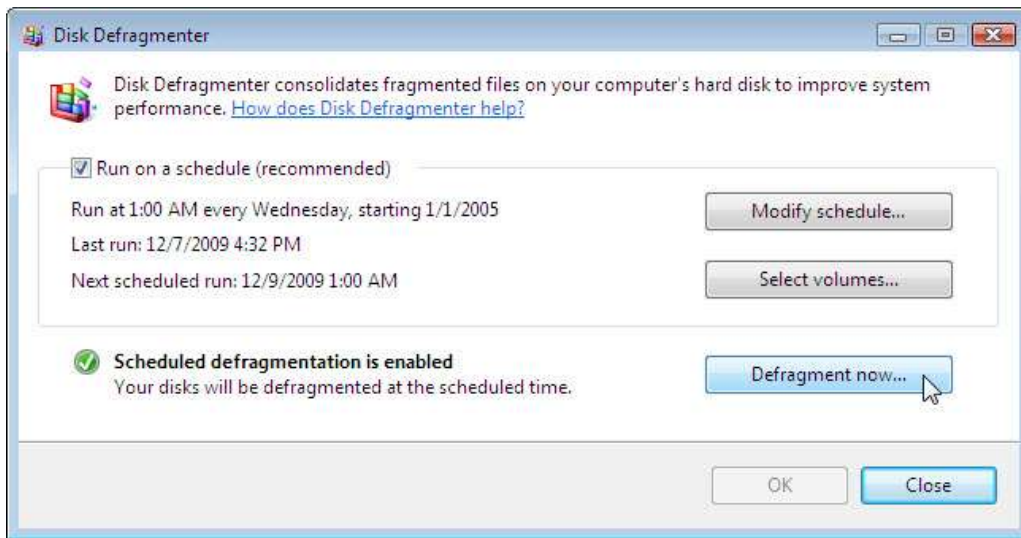 Disk Defragmenter
Disk Defragmenter consolidates fragmented files on your computer's hard disk to improve system
performance. How does Disk Defragmenter help?
Run on a schedule (recommended)
Run at 1:00 AM every Wednesday, starting 1/1/2005
Modify schedule...
Last run: 12/7/2009 4:32 PM
Next scheduled run: 12/9/2009 1:00 AM
Select volumes...
Scheduled defragmentation is enabled
Your disks will be defragmented at the scheduled time.
Defragment now...
OK
Close